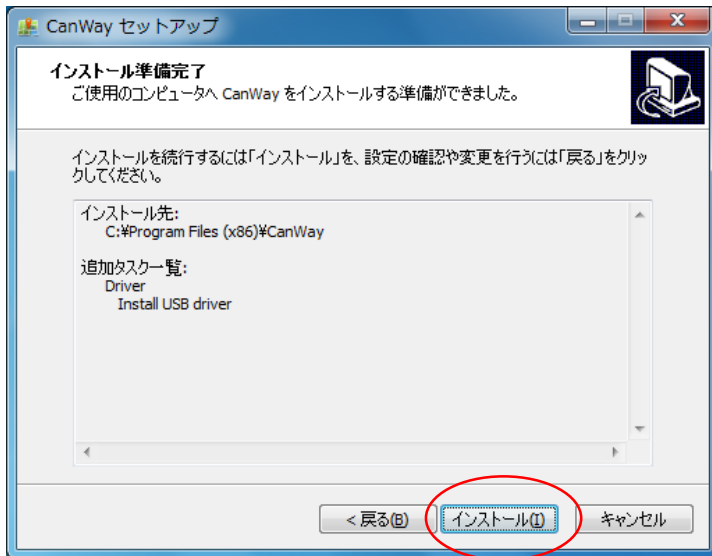 CanWay セットアップ
インストール準備完了
ご使用のコンピュータへ CanWay をインストールする準備ができました。
インストールを続行するには「インストール」を、設定の確認や変更を行うには「戻る」をクリッ
クしてください。
インストール先:
C:¥Program Files (x86)¥CanWay
追加タスク一覧:
Driver
Install USB driver
< 戻る(B)
インストール(I)
キャンセル